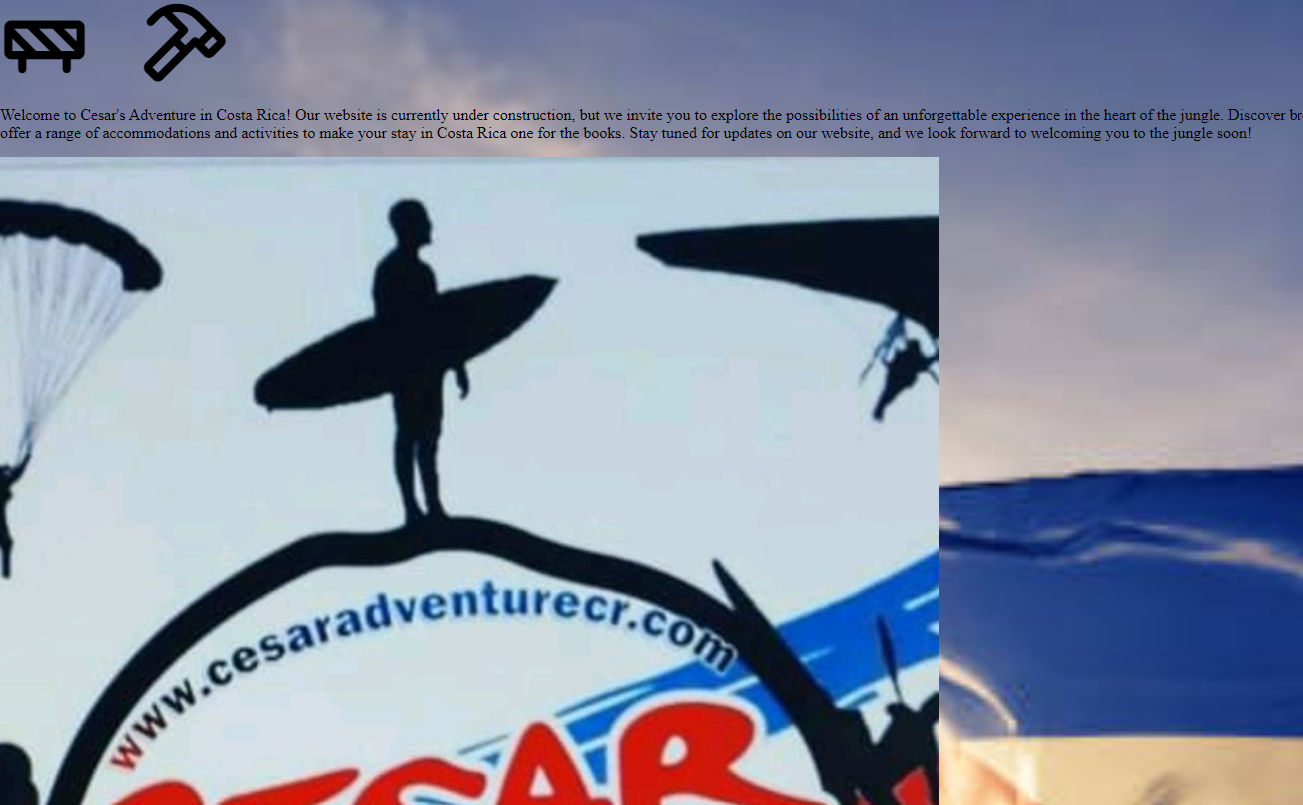 Welcome to Cesar's Adventure in Costa Rica! Our website is currently under construction, but we invite you to explore the possibilities of an unforgettable experience in the heart of the jungle. Discover
offer a range of accommodations and activities to make your stay in Costa Rica one for the books. Stay tuned for updates on our website, and we look forward to welcoming you to the jungle soon!
www.cesaradventurecr.com
CESAR